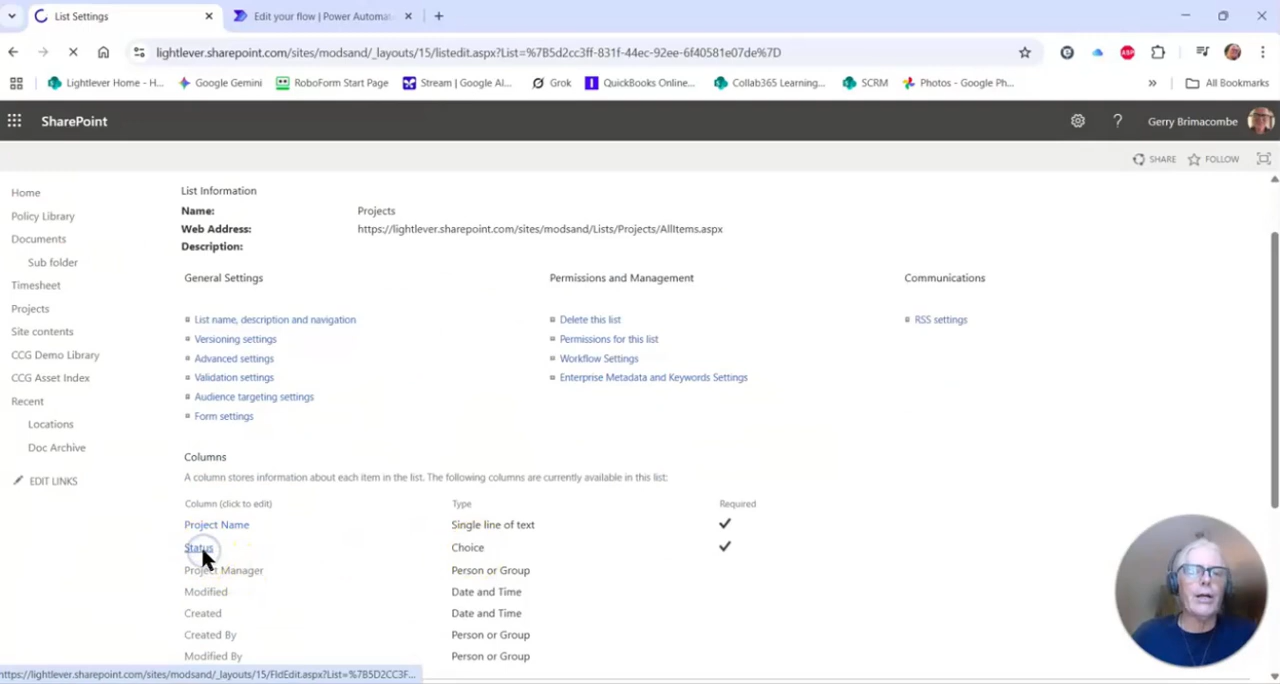 List Settings
Edit your flow | Power Automat
lightlever.sharepoint.com/sites/modsand/_layouts/15/listedit.aspx?List=%7B5d2cc3ff-831f-44ec-92ee-6f40581e07de%7D
Lightlever Home - H...
Google Gemini
RoboForm Start Page
Stream | Google AI...
Grok
QuickBooks Online...
Collab365 Learning...
SCRM
Photos - Google Ph...
All Bookmarks
SharePoint
Gerry Brimacombe
SHARE
FOLLOW
Home
Policy Library
Documents
Sub folder
Timesheet
Projects
Site contents
CCG Demo Library
CCG Asset Index
Recent
Locations
Doc Archive
EDIT LINKS
List Information
Name: Projects
Web Address: https://lightlever.sharepoint.com/sites/modsand/Lists/Projects/AllItems.aspx
Description:
General Settings
Permissions and Management
Communications
List name, description and navigation
Delete this list
RSS settings
Versioning settings
Permissions for this list
Advanced settings
Workflow Settings
Validation settings
Enterprise Metadata and Keywords Settings
Audience targeting settings
Form settings
Columns
A column stores information about each item in the list. The following columns are currently available in this list:
Column (click to edit) Type Required
Project Name Single line of text
Status Choice
Project Manager Person or Group
Modified Date and Time
Created Date and Time
Created By Person or Group
Modified By Person or Group
https://lightlever.sharepoint.com/sites/modsand/_layouts/15/FldEdit.aspx?List=%7B5D2CC3F...